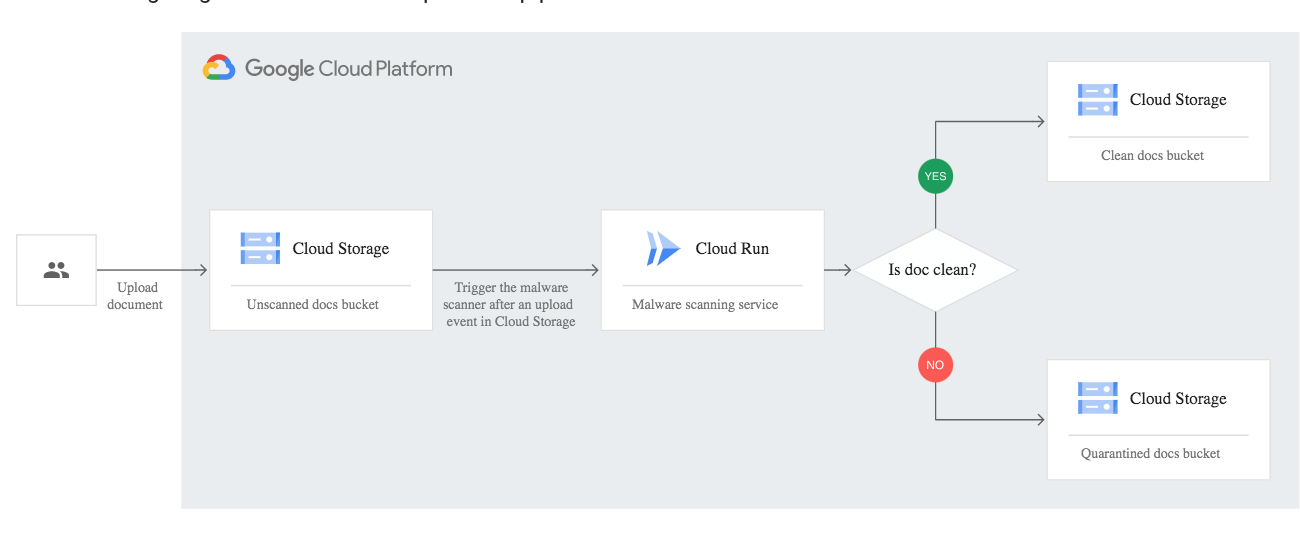 Google Cloud Platform
Cloud Storage
Clean docs bucket
YES
Cloud Storage
Unscanned docs bucket
Cloud Run
Malware scanning service
Is doc clean?
Upload
document
Trigger the malware
scanner after an upload
event in Cloud Storage
NO
Cloud Storage
Quarantined docs bucket